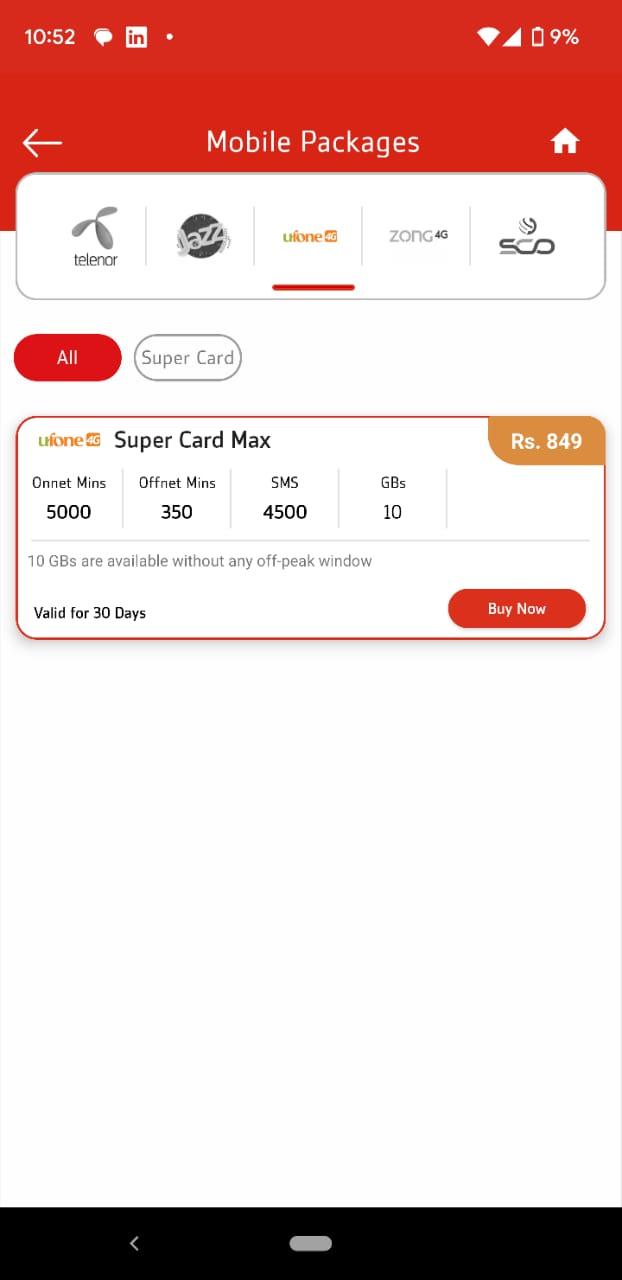 10:52 in 9%
Mobile Packages
telenor Jazz ufone 4G ZONG 4G SCO
All Super Card
ufone 4G Super Card Max Rs. 849
Onnet Mins Offnet Mins SMS GBs
5000 350 4500 10
10 GBs are available without any off-peak window
Valid for 30 Days Buy Now